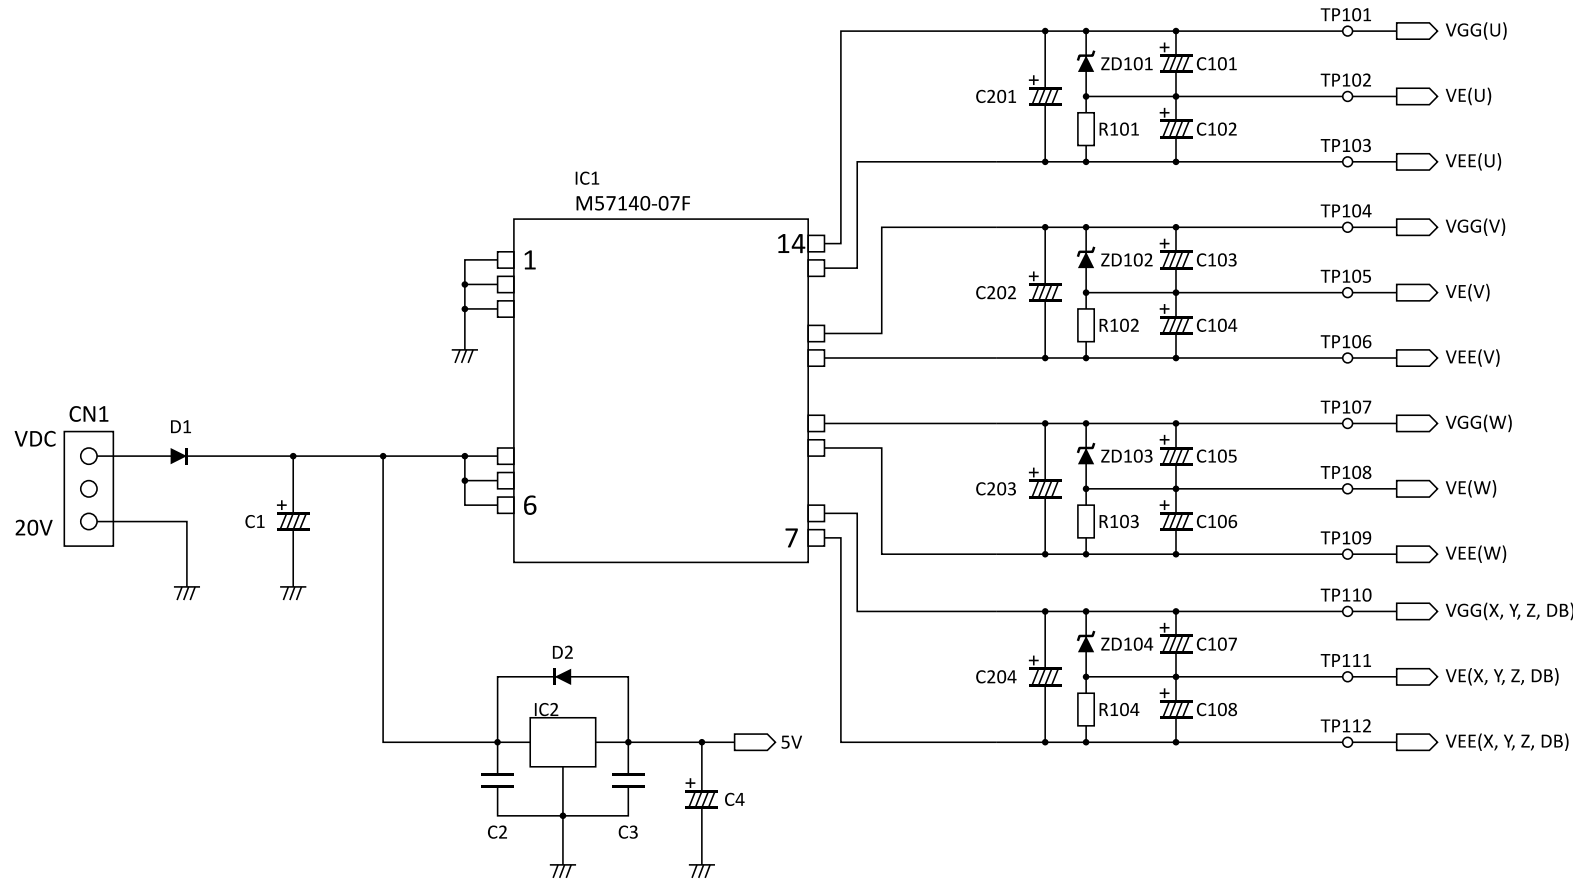 TP101
VGG(U)
+
ZD101
C101
TP102
+
C201
VE(U)
+
R101
C102
TP103
VEE(U)
IC1
M57140-07F
TP104
VGG(V)
14
+
1
ZD102
C103
TP105
+
C202
VE(V)
+
R102
C104
TP106
VEE(V)
CN1
TP107
D1
VGG(W)
VDC
+
ZD103
C105
TP108
+
C203
VE(W)
6
+
C1
+
R103
C106
20V
7
TP109
VEE(W)
TP110
VGG(X, Y, Z, DB)
+
ZD104
C107
D2
TP111
+
C204
VE(X, Y, Z, DB)
+
IC2
R104
C108
TP112
5V
VEE(X, Y, Z, DB)
+
C4
C2
C3